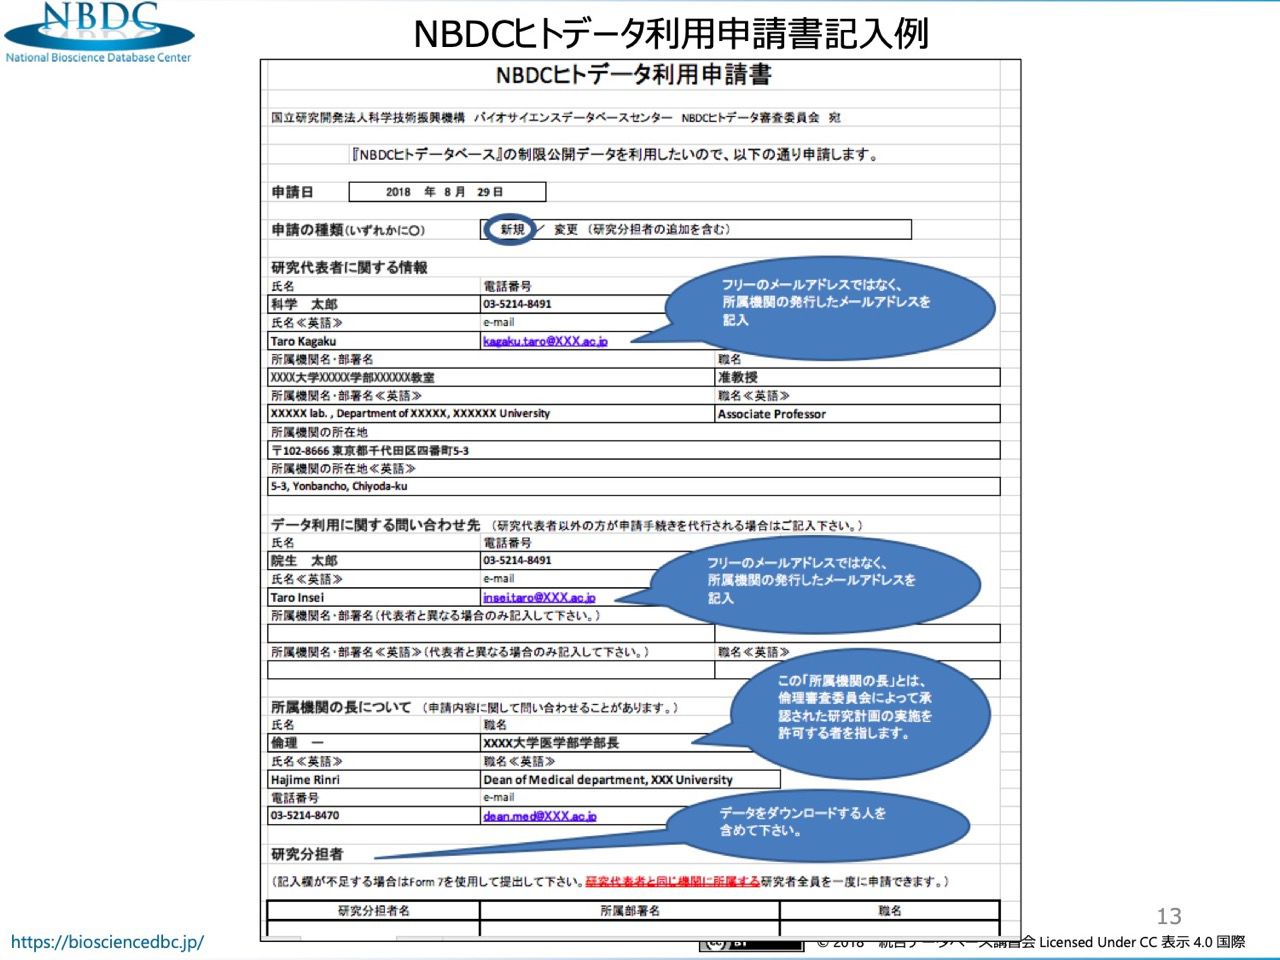 NBDC
National Bioscience Database Center
NBDCヒトデータ利用申請書記入例
NBDCヒトデータ利用申請書
国立研究開発法人科学技術振興機構　バイオサイエンスデータベースセンター　NBDCヒトデータ審査委員会　宛
『NBDCヒトデータベース』の制限公開データを利用したいので、以下の通り申請します。
申請日　2018　年　8 月　29 日
申請の種類(いずれかに○)　新規 ／ 変更 （研究分担者の追加を含む）
研究代表者に関する情報
氏名　電話番号
科学　太郎　03-5214-8491
氏名≪英語≫　e-mail
Taro Kagaku　kagaku.taro@XXX.ac.jp
フリーのメールアドレスではなく、
所属機関の発行したメールアドレスを
記入
所属機関名・部署名　職名
XXXX大学XXXXX学部XXXXXX教室　准教授
所属機関名・部署名≪英語≫　職名≪英語≫
XXXXX lab. , Department of XXXXX, XXXXXX University　Associate Professor
所属機関の所在地
〒102-8666 東京都千代田区四番町5-3
所属機関の所在地≪英語≫
5-3, Yonbancho, Chiyoda-ku
データ利用に関する問い合わせ先　（研究代表者以外の方が申請手続きを代行される場合はご記入下さい。）
氏名　電話番号
院生　太郎　03-5214-8491
氏名≪英語≫　e-mail
Taro Insei　insei.taro@XXX.ac.jp
フリーのメールアドレスではなく、
所属機関の発行したメールアドレスを
記入
所属機関名・部署名（代表者と異なる場合のみ記入して下さい。）
所属機関名・部署名≪英語≫（代表者と異なる場合のみ記入して下さい。）　職名≪英語≫
この「所属機関の長」とは、
倫理審査委員会によって承
認された研究計画の実施を
許可する者を指します。
所属機関の長について　（申請内容に関して問い合わせることがあります。）
氏名　職名
倫理　一　XXXX大学医学部学部長
氏名≪英語≫　職名≪英語≫
Hajime Rinri　Dean of Medical department, XXX University
電話番号　e-mail
03-5214-8470　dean.med@XXX.ac.jp
データをダウンロードする人を
含めて下さい。
研究分担者
（記入欄が不足する場合はForm 7を使用して提出して下さい。研究代表者と同じ機関に所属する研究者全員を一度に申請できます。）
研究分担者名　所属部署名　職名
13
https://biosciencedbc.jp/
© 2018　統合データベース講習会 Licensed Under CC 表示 4.0 国際